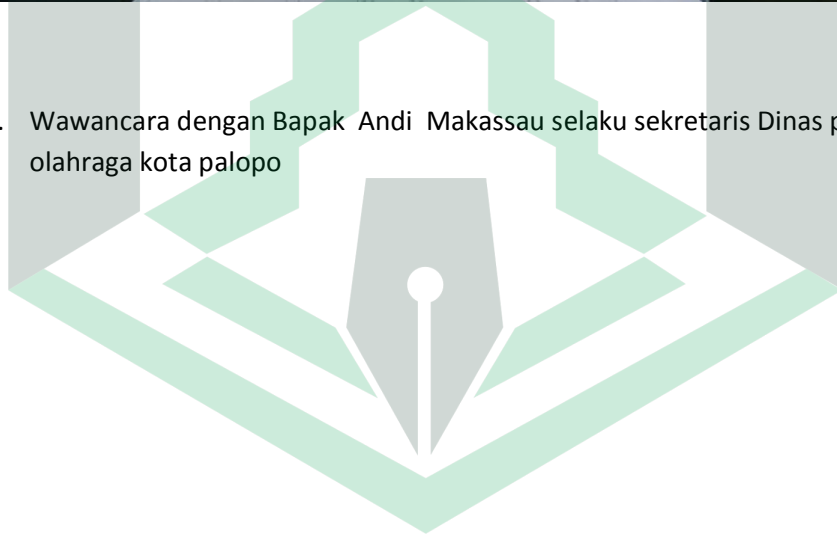 . Wawancara dengan Bapak Andi Makassau selaku sekretaris Dinas
olahraga kota palopo